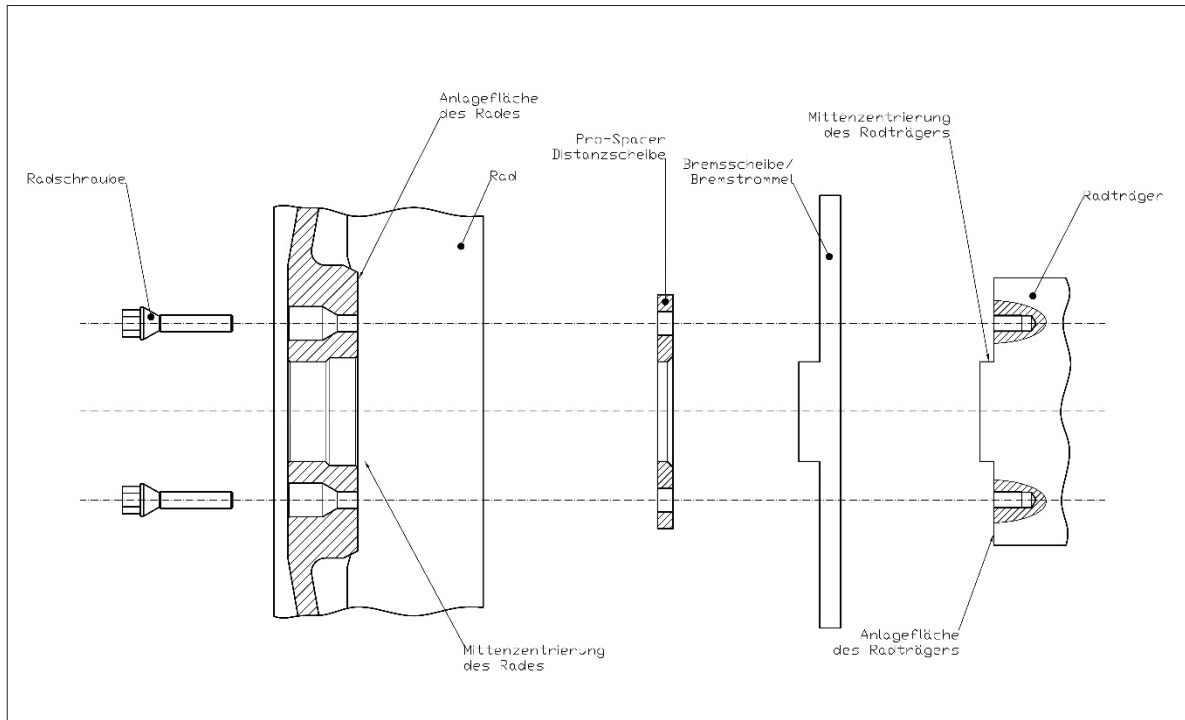 Anlagefläche
des Rades
Mittenzentrierung
des Radträgers
Pro-Spacer
Distanzscheibe
Bremsscheibe/
Bremstrommel
Radschraube
Rad
Radträger
Mittenzentrierung
des Rades
Anlagefläche
des Radträgers